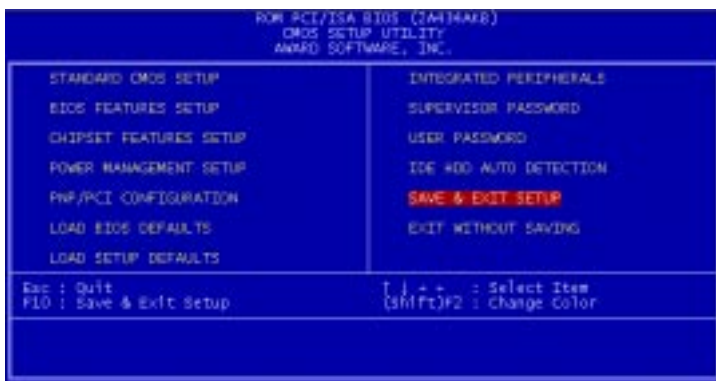 ROM PCI/ISA BIOS (2A434AKB)
CMOS SETUP UTILITY
AWARD SOFTWARE, INC.
STANDARD CMOS SETUP
BIOS FEATURES SETUP
CHIPSET FEATURES SETUP
POWER MANAGEMENT SETUP
PNP/PCI CONFIGURATION
LOAD BIOS DEFAULTS
LOAD SETUP DEFAULTS
INTEGRATED PERIPHERALS
SUPERVISOR PASSWORD
USER PASSWORD
IDE HDD AUTO DETECTION
SAVE & EXIT SETUP
EXIT WITHOUT SAVING
Esc : Quit
F10 : Save & Exit Setup
↑ ↓ → ← : Select Item
(Shift)F2 : Change Color